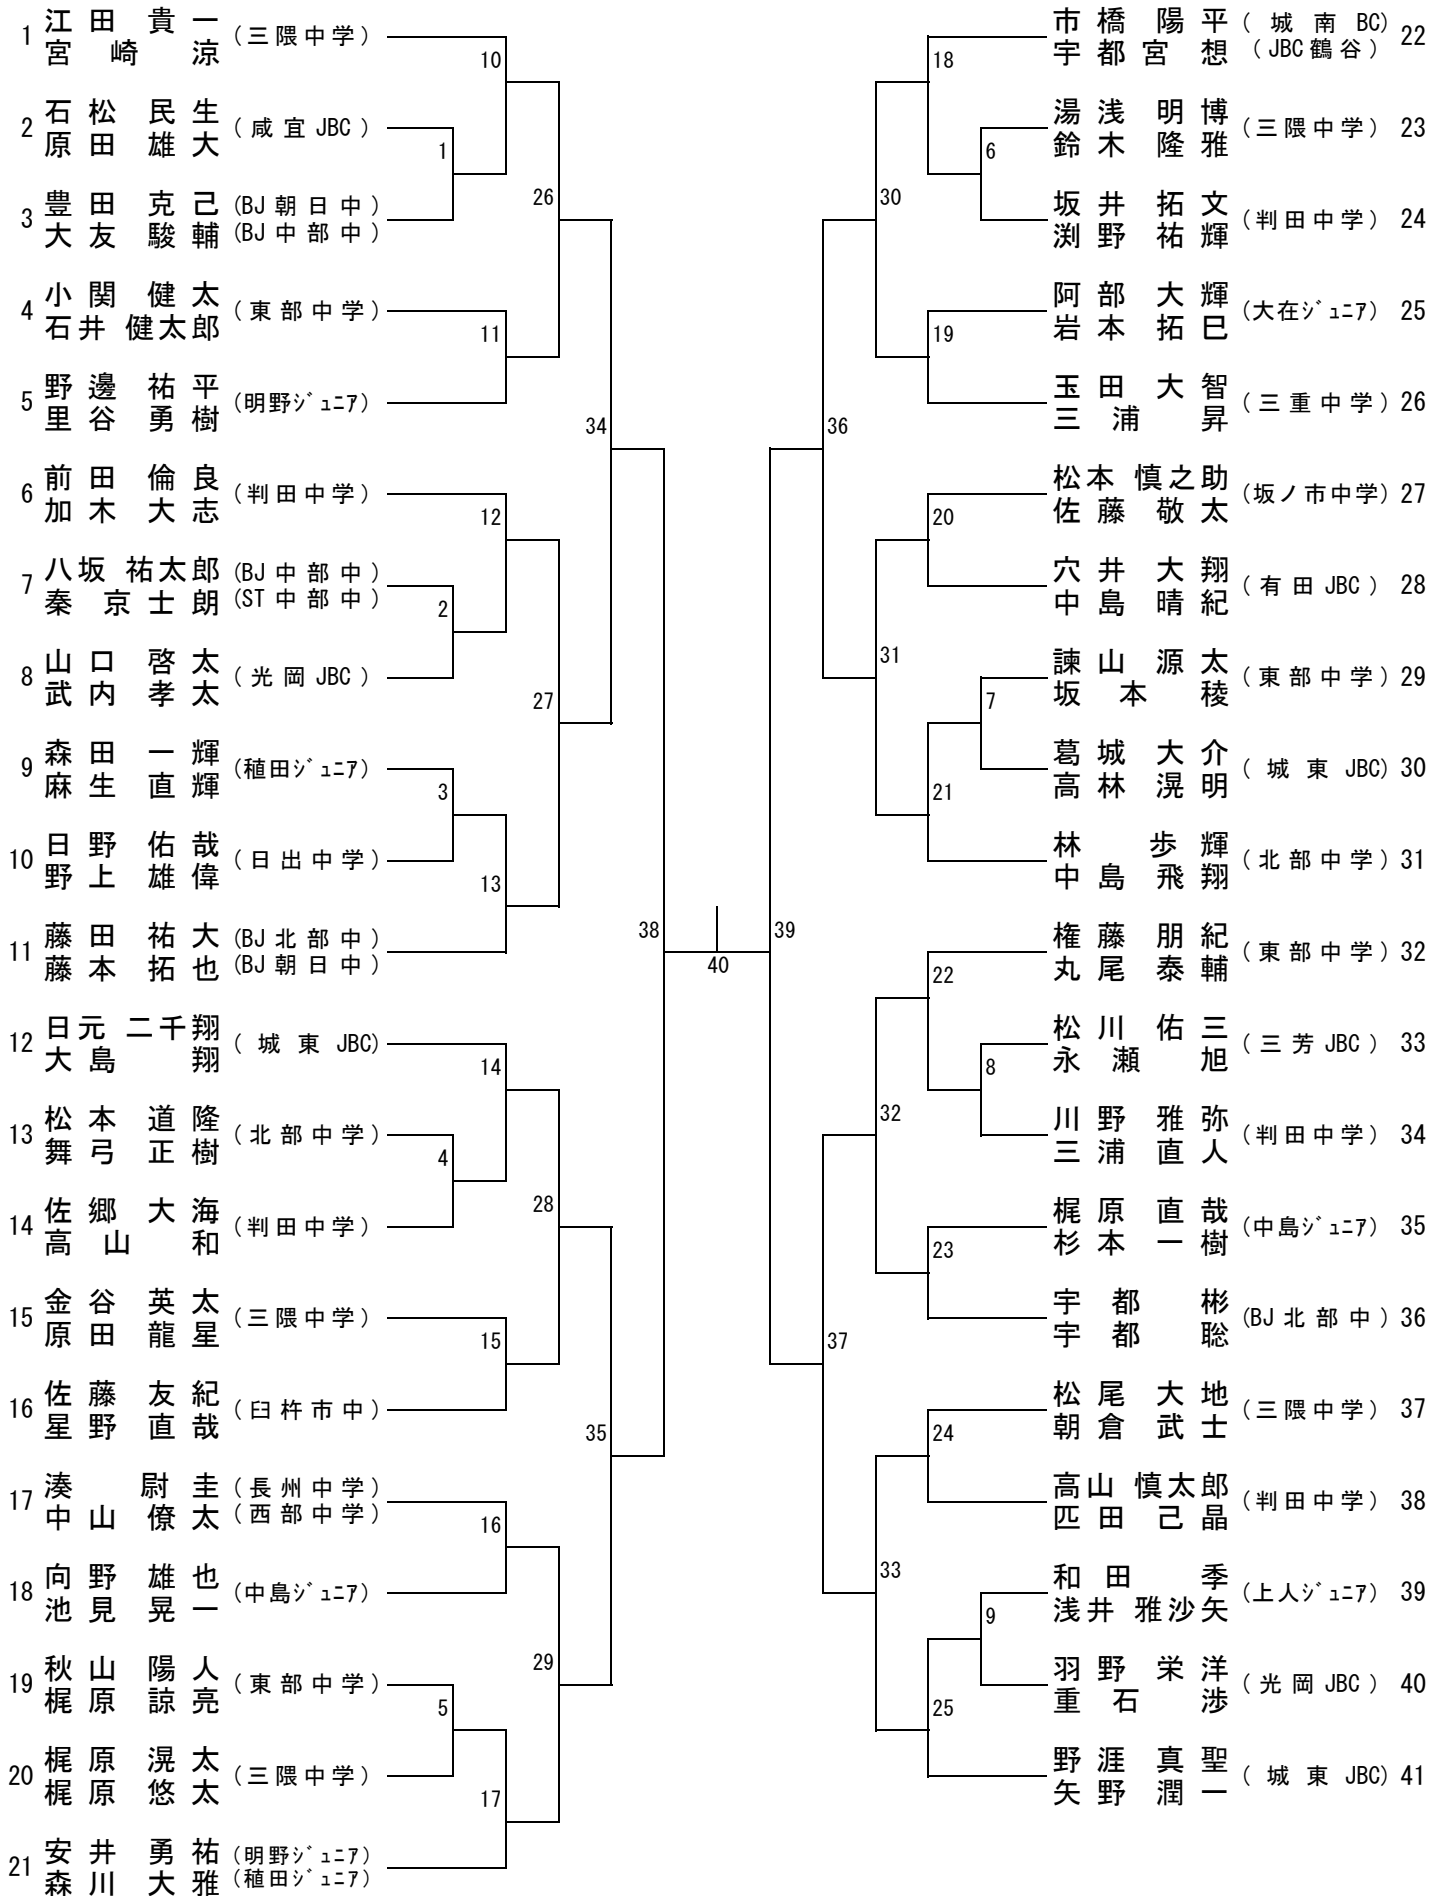 1 江田 貴一 (三隈中学)
宮崎 涼
10
2 石松 民生 (咸宜JBC)
原田 雄大
1
3 豊田 克己 (BJ朝日中)
大友 駿輔 (BJ中部中)
26
4 小関 健太 (東部中学)
石井 健太郎
11
5 野邊 祐平 (明野ジュニア)
里谷 勇樹
34
6 前田 倫良 (判田中学)
加木 大志
12
7 八坂 祐太郎 (BJ中部中)
秦 京士朗 (ST中部中)
2
8 山口 啓太 (光岡JBC)
武内 孝太
27
9 森田 一輝 (稙田ジュニア)
麻生 直輝
3
10 日野 佑哉 (日出中学)
野上 雄偉
13
11 藤田 祐大 (BJ北部中)
藤本 拓也 (BJ朝日中)
38
40
12 日元 二千翔 (城東JBC)
大島 翔
14
13 松本 道隆 (北部中学)
舞弓 正樹
4
14 佐郷 大海 (判田中学)
高山 和
28
15 金谷 英太 (三隈中学)
原田 龍星
15
16 佐藤 友紀 (臼杵市中)
星野 直哉
35
17 湊 尉圭 (長州中学)
中山 僚太 (西部中学)
16
18 向野 雄也 (中島ジュニア)
池見 晃一
29
19 秋山 陽人 (東部中学)
梶原 諒亮
5
20 梶原 滉太 (三隈中学)
梶原 悠太
17
21 安井 勇祐 (明野ジュニア)
森川 大雅 (稙田ジュニア)
市橋 陽平 (城南BC) 22
宇都宮 想 (JBC鶴谷)
18
湯浅 明博 (三隈中学) 23
鈴木 隆雅
6
30
坂井 拓文 (判田中学) 24
渕野 祐輝
阿部 大輝 (大在ジュニア) 25
岩本 拓巳
19
玉田 大智 (三重中学) 26
三浦 昇
36
松本 慎之助 (坂ノ市中学) 27
佐藤 敬太
20
穴井 大翔 (有田JBC) 28
中島 晴紀
31
諫山 源太 (東部中学) 29
坂本 稜
7
葛城 大介 (城東JBC) 30
高林 滉明
21
林 歩輝 (北部中学) 31
中島 飛翔
39
権藤 朋紀 (東部中学) 32
丸尾 泰輔
22
松川 佑三 (三芳JBC) 33
永瀬 旭
8
32
川野 雅弥 (判田中学) 34
三浦 直人
梶原 直哉 (中島ジュニア) 35
杉本 一樹
23
宇都 彬 (BJ北部中) 36
宇都 聡
37
松尾 大地 (三隈中学) 37
朝倉 武士
24
高山 慎太郎 (判田中学) 38
匹田 己晶
33
和田 季 (上人ジュニア) 39
浅井 雅沙矢
9
羽野 栄洋 (光岡JBC) 40
重石 渉
25
野涯 真聖 (城東JBC) 41
矢野 潤一